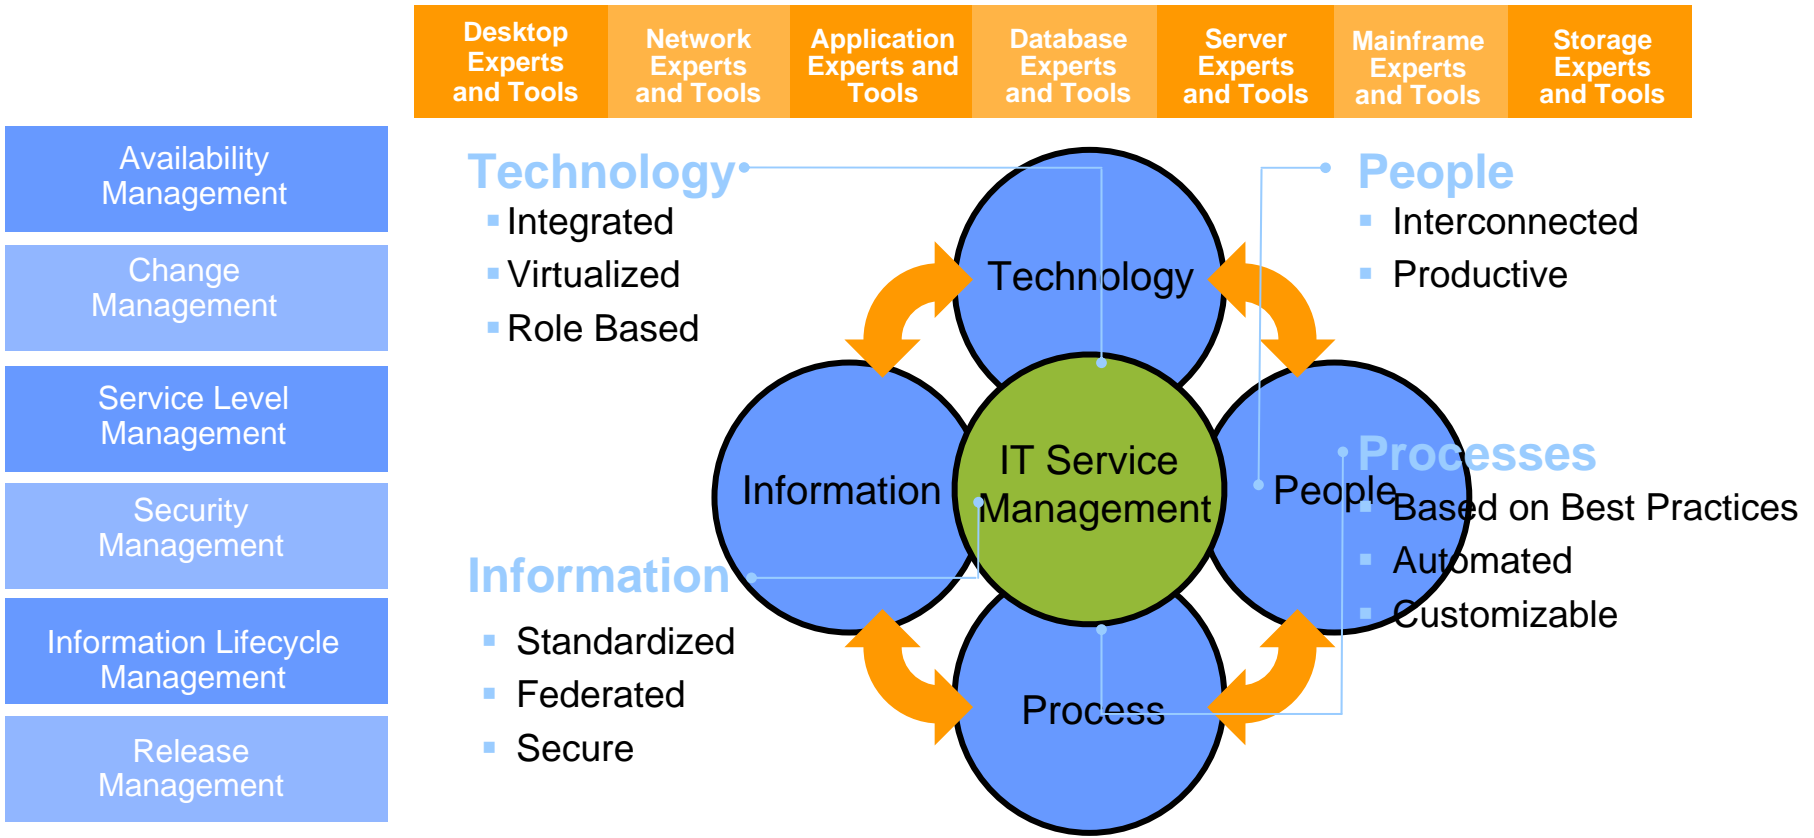 Desktop
Experts
and Tools
Network
Experts
and Tools
Application
Experts and
Tools
Database
Experts
and Tools
Server
Experts
and Tools
Mainframe
Experts
and Tools
Storage
Experts
and Tools
Availability
Management
Change
Management
Service Level
Management
Security
Management
Information Lifecycle
Management
Release
Management
Technology
Integrated
Virtualized
Role Based
People
Interconnected
Productive
Technology
Information
IT Service
Management
People
Process
Processes
Based on Best Practices
Automated
Customizable
Information
Standardized
Federated
Secure